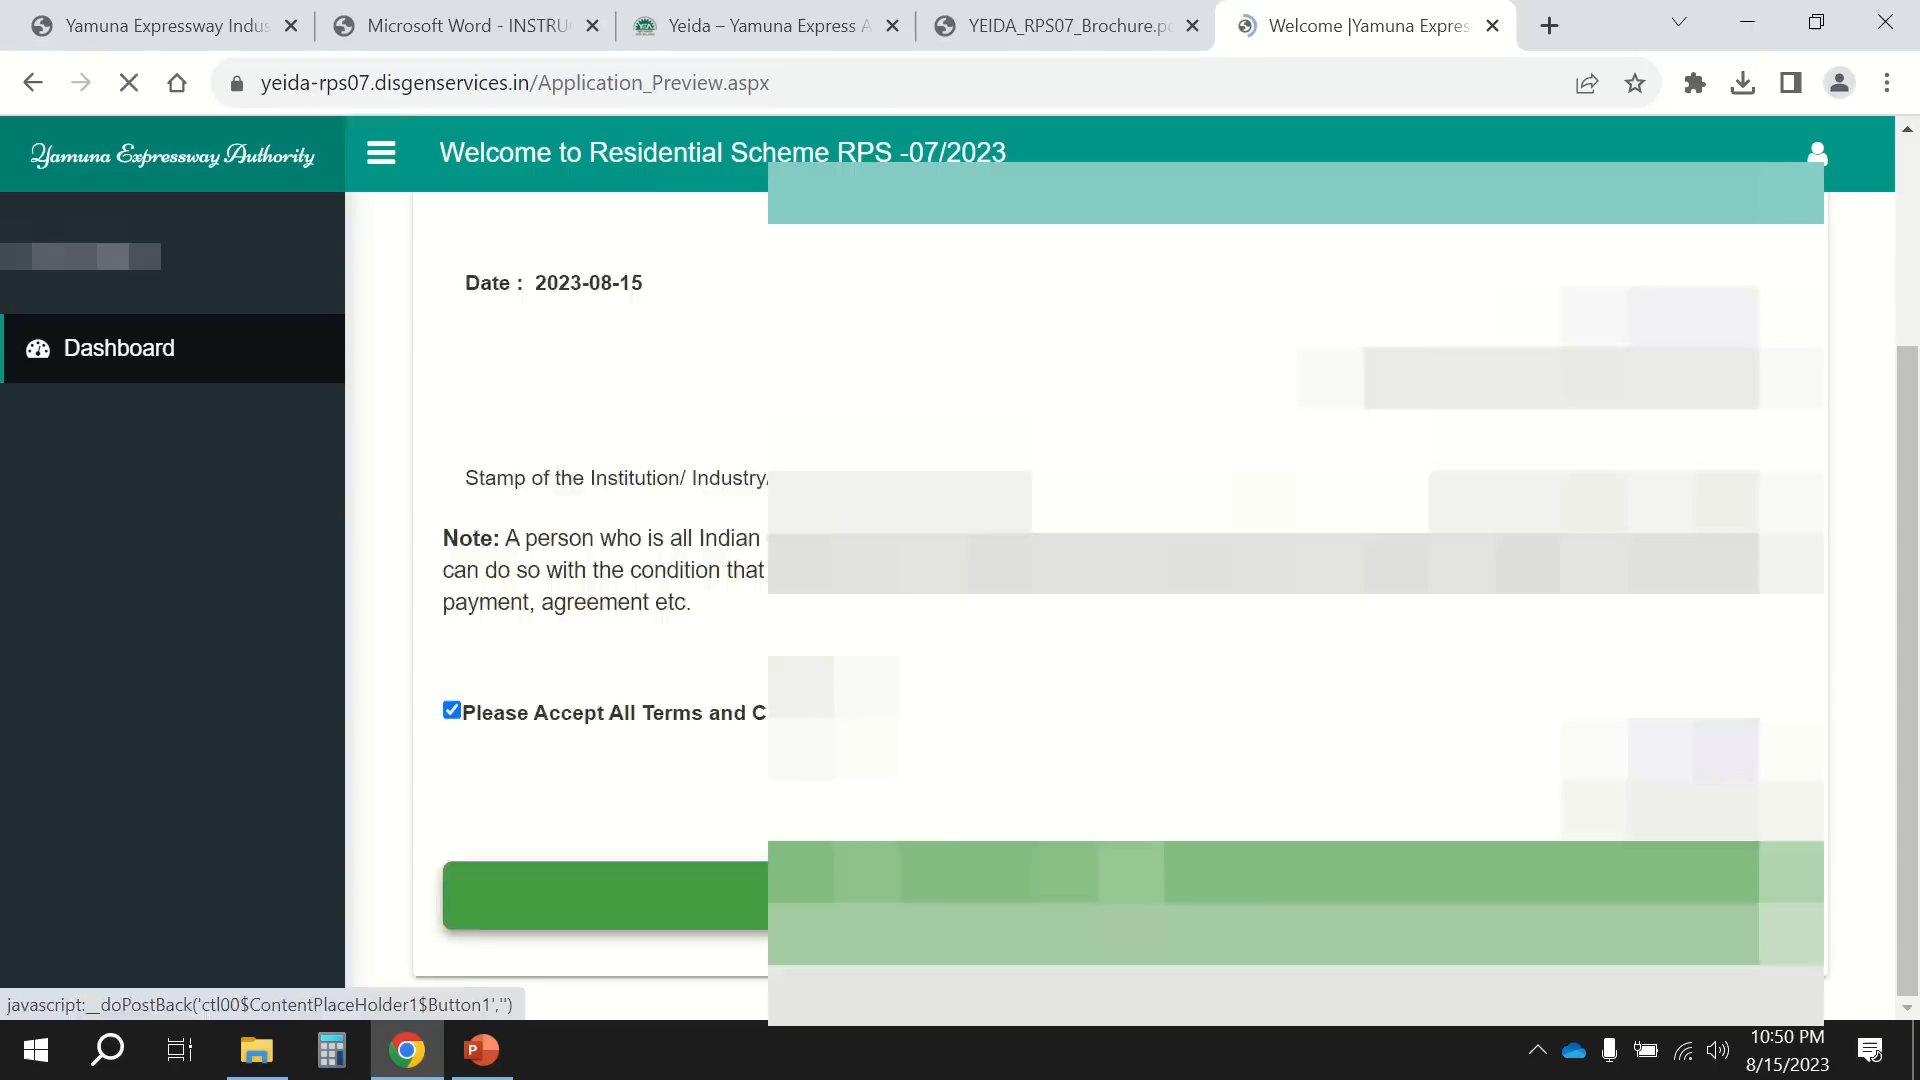 Yamuna Expressway Indus
Microsoft Word - INSTRU
Yeida – Yamuna Express A
YEIDA_RPS07_Brochure.p
Welcome |Yamuna Expres
yeida-rps07.disgenservices.in/Application_Preview.aspx
Yamuna Expressway Authority
Welcome to Residential Scheme RPS -07/2023
Date : 2023-08-15
Dashboard
Stamp of the Institution/ Industry/
Note: A person who is all Indian
can do so with the condition that
payment, agreement etc.
Please Accept All Terms and C
javascript:__doPostBack('ctl00$ContentPlaceHolder1$Button1','')
10:50 PM
8/15/2023